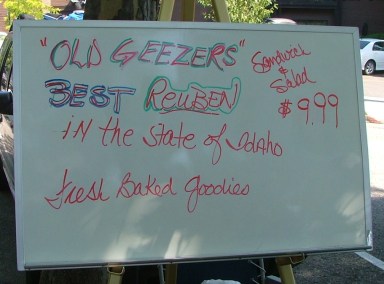 "OLD GEEZERS"
BEST REUBEN
Sandwich
&
Salad
$9.99
in the state of Idaho
Fresh Baked Goodies